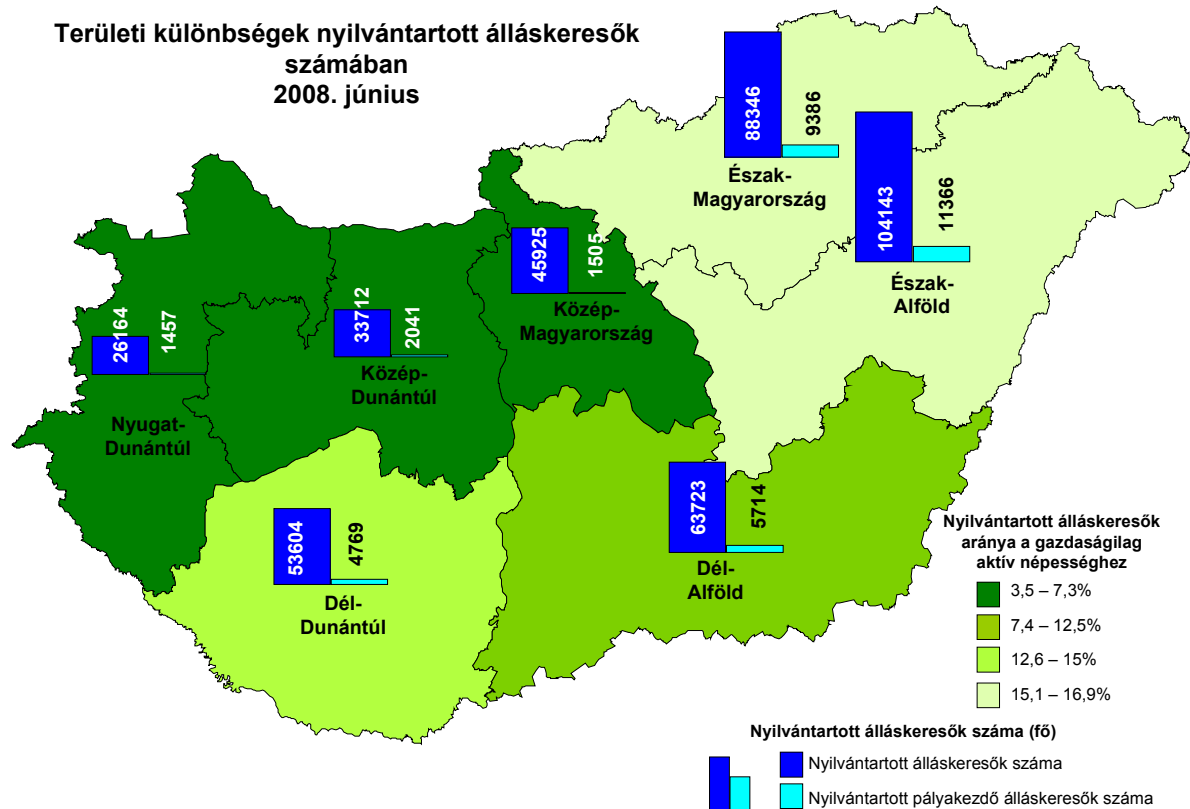 Területi különbségek nyilvántartott álláskeresők
számában
2008. június
88346
9386
Észak-
Magyarország
104143
11366
Észak-
Alföld
45925
1505
Közép-
Magyarország
33712
2041
Közép-
Dunántúl
26164
1457
Nyugat-
Dunántúl
53604
4769
Dél-
Dunántúl
63723
5714
Dél-
Alföld
Nyilvántartott álláskeresők
aránya a gazdaságilag
aktív népességhez
3,5 – 7,3%
7,4 – 12,5%
12,6 – 15%
15,1 – 16,9%
Nyilvántartott álláskeresők száma (fő)
Nyilvántartott álláskeresők száma
Nyilvántartott pályakezdő álláskeresők száma